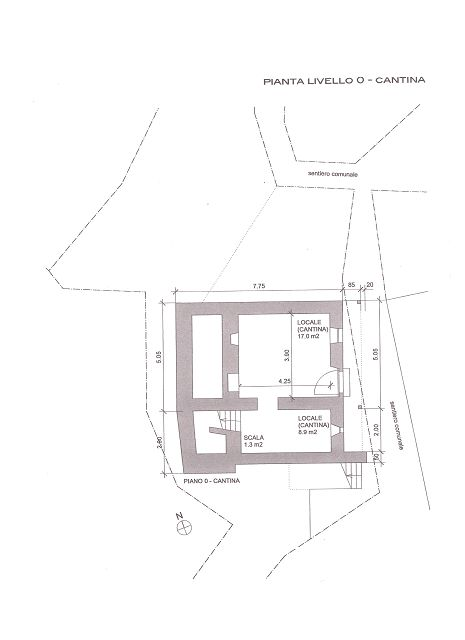 PIANTA LIVELLO 0 - CANTINA
sentiero comunale
7.75
85
20
LOCALE
(CANTINA)
17.0 m2
5.05
3.90
5.05
4.25
sentiero comunale
LOCALE
(CANTINA)
8.9 m2
SCALA
1.3 m2
2.00
PIANO 0 - CANTINA
N